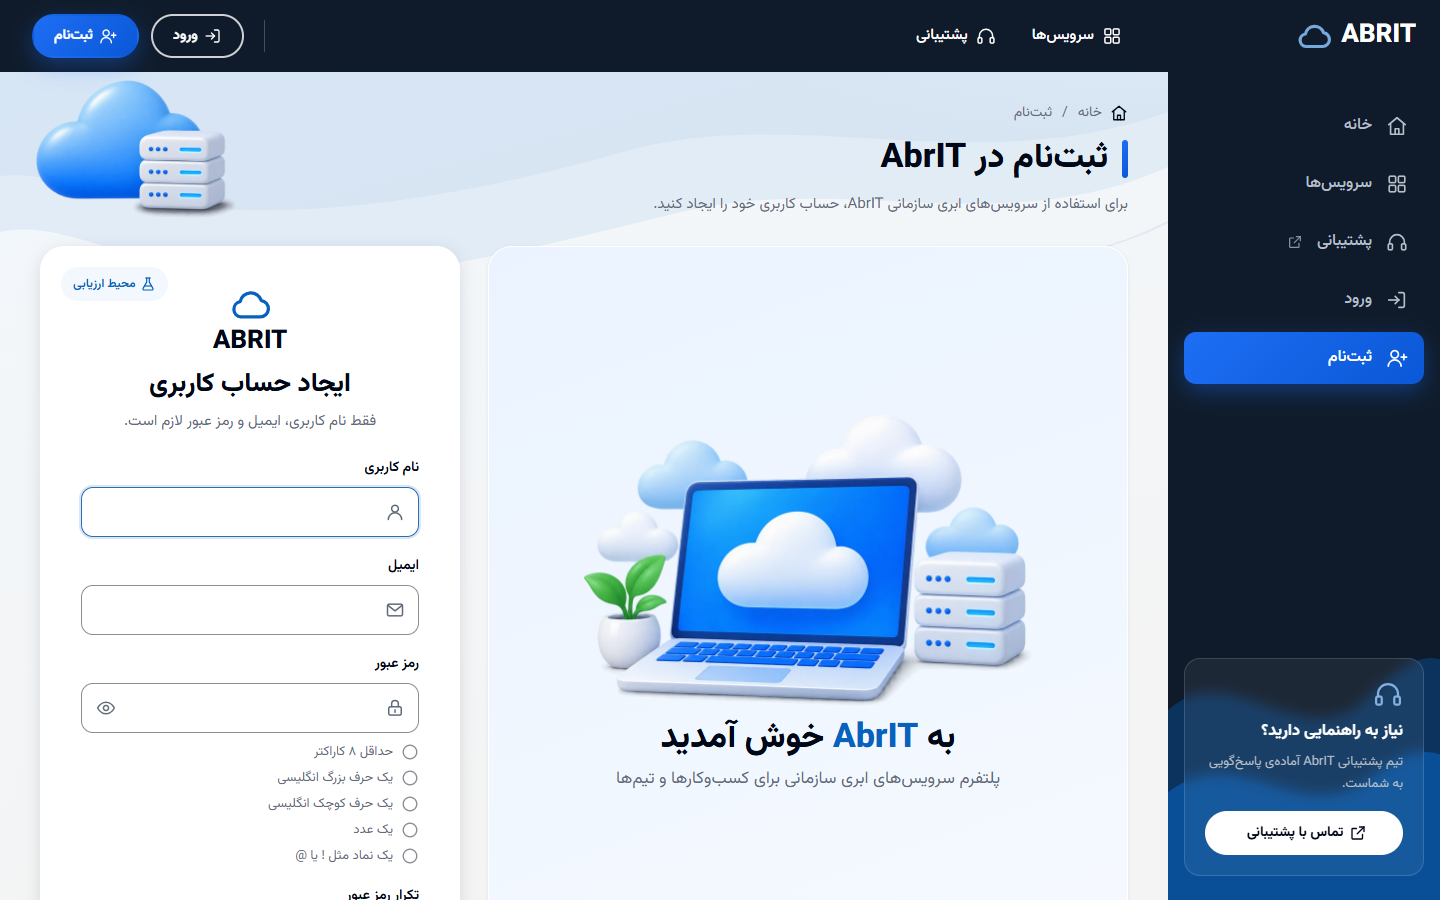 ABRIT
سرویس‌ها
پشتیبانی
ورود
ثبت‌نام
خانه
سرویس‌ها
پشتیبانی
ورود
ثبت‌نام
نیاز به راهنمایی دارید؟
تیم پشتیبانی AbrIT آماده‌ی پاسخ‌گویی
به شماست.
تماس با پشتیبانی
خانه / ثبت‌نام
ثبت‌نام در AbrIT
برای استفاده از سرویس‌های ابری سازمانی AbrIT، حساب کاربری خود را ایجاد کنید.
به AbrIT خوش آمدید
پلتفرم سرویس‌های ابری سازمانی برای کسب‌وکارها و تیم‌ها
محیط ارزیابی
ABRIT
ایجاد حساب کاربری
فقط نام کاربری، ایمیل و رمز عبور لازم است.
نام کاربری
ایمیل
رمز عبور
حداقل ۸ کاراکتر
یک حرف بزرگ انگلیسی
یک حرف کوچک انگلیسی
یک عدد
یک نماد مثل ! یا @
تکرار رمز عبور